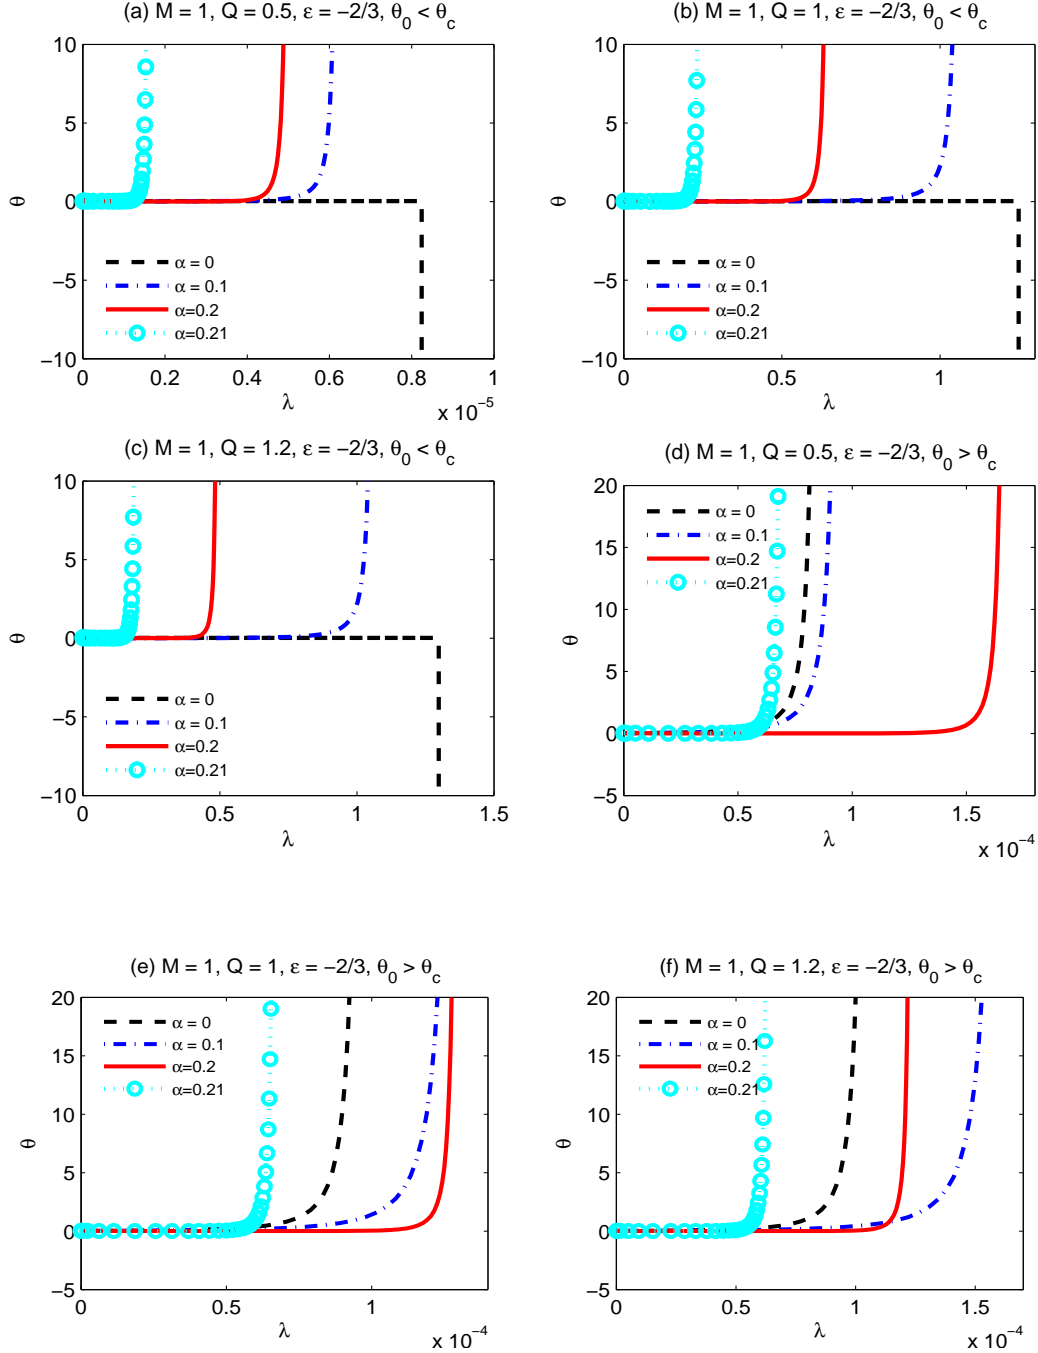 (a) M = 1, Q = 0.5, ε = −2/3, θ0 < θc
10
5
0
−5
−10
θ
α = 0
α = 0.1
α=0.2
α=0.21
0
0.2
0.4
0.6
0.8
1
λ
x 10−5
(b) M = 1, Q = 1, ε = −2/3, θ0 < θc
10
5
0
−5
−10
θ
α = 0
α = 0.1
α=0.2
α=0.21
0
0.5
1
λ
(c) M = 1, Q = 1.2, ε = −2/3, θ0 < θc
10
5
0
−5
−10
θ
α = 0
α = 0.1
α=0.2
α=0.21
0
0.5
1
1.5
λ
(d) M = 1, Q = 0.5, ε = −2/3, θ0 > θc
20
15
10
5
0
−5
θ
α = 0
α = 0.1
α=0.2
α=0.21
0
0.5
1
1.5
λ
x 10−4
(e) M = 1, Q = 1, ε = −2/3, θ0 > θc
20
15
10
5
0
−5
θ
α = 0
α = 0.1
α=0.2
α=0.21
0
0.5
1
λ
x 10−4
(f) M = 1, Q = 1.2, ε = −2/3, θ0 > θc
20
15
10
5
0
−5
θ
α = 0
α = 0.1
α=0.2
α=0.21
0
0.5
1
1.5
λ
x 10−4